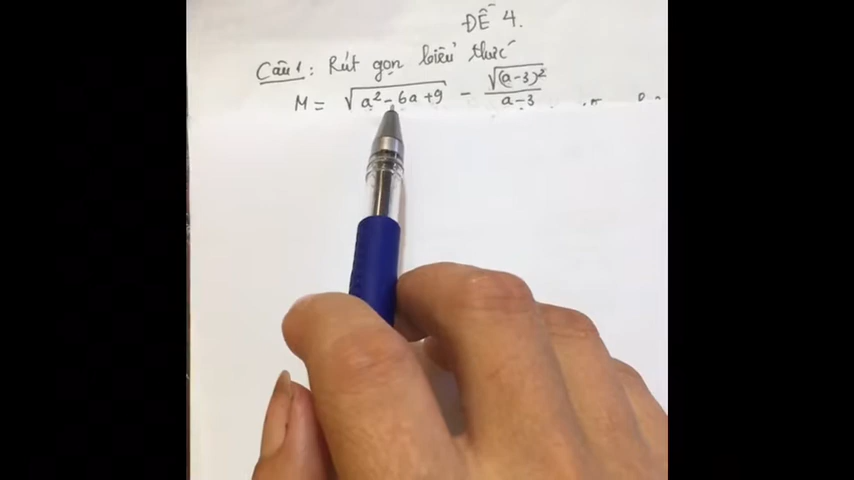 ĐỀ 4.
Câu 1: Rút gọn biểu thức
M = √(a² - 6a + 9) - √((a-3)²) / (a-3)